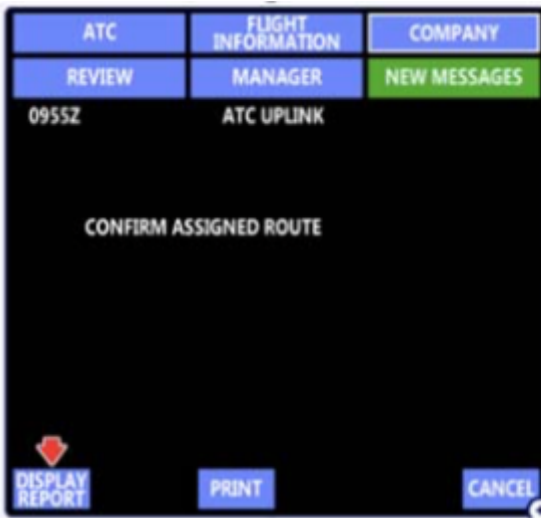 ATC
FLIGHT
INFORMATION
COMPANY
REVIEW
MANAGER
NEW MESSAGES
0955Z ATC UPLINK
CONFIRM ASSIGNED ROUTE
DISPLAY
REPORT
PRINT
CANCEL